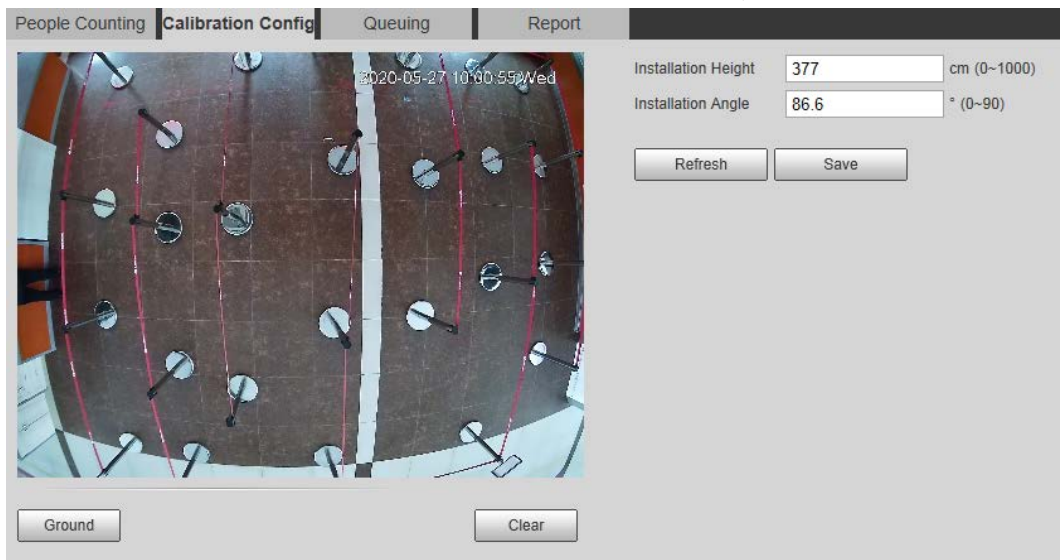 People Counting Calibration Config Queuing Report
2020-05-27 10:00:55 Wed
Installation Height 377 cm (0~1000)
Installation Angle 86.6 ° (0~90)
Refresh Save
Ground Clear